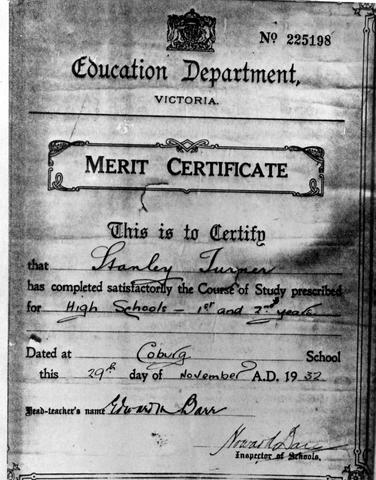 No 225198
Education Department,
VICTORIA.
MERIT CERTIFICATE
This is to Certify
that Stanley Turner
has completed satisfactorily the Course of Study prescribed
for High Schools – 1st and 2nd years
Dated at Coburg School
this 29th day of November A.D. 1932
Head-teacher's name Edward Barr
Inspector of Schools.